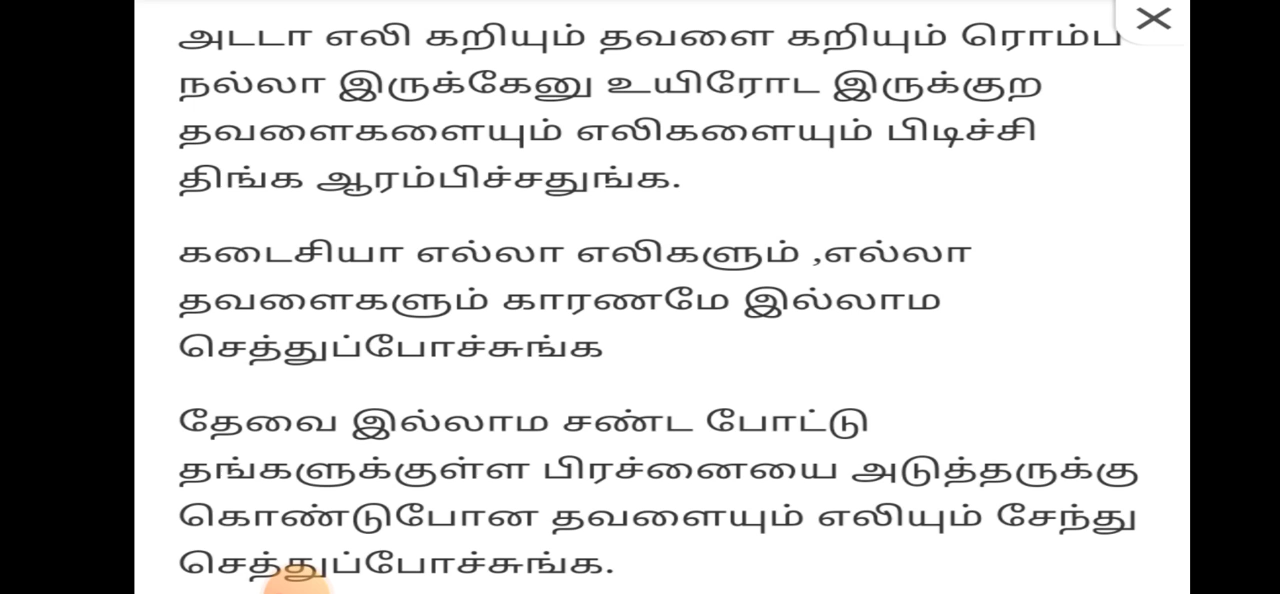 அடடா எலி கறியும் தவளை கறியும் ரொம்ப
நல்லா இருக்கேனு உயிரோட இருக்குற
தவளைகளையும் எலிகளையும் பிடிச்சி
திங்க ஆரம்பிச்சதுங்க.
கடைசியா எல்லா எலிகளும் ,எல்லா
தவளைகளும் காரணமே இல்லாம
செத்துப்போச்சுங்க
தேவை இல்லாம சண்ட போட்டு
தங்களுக்குள்ள பிரச்னையை அடுத்தருக்கு
கொண்டுபோன தவளையும் எலியும் சேந்து
செத்துப்போச்சுங்க.